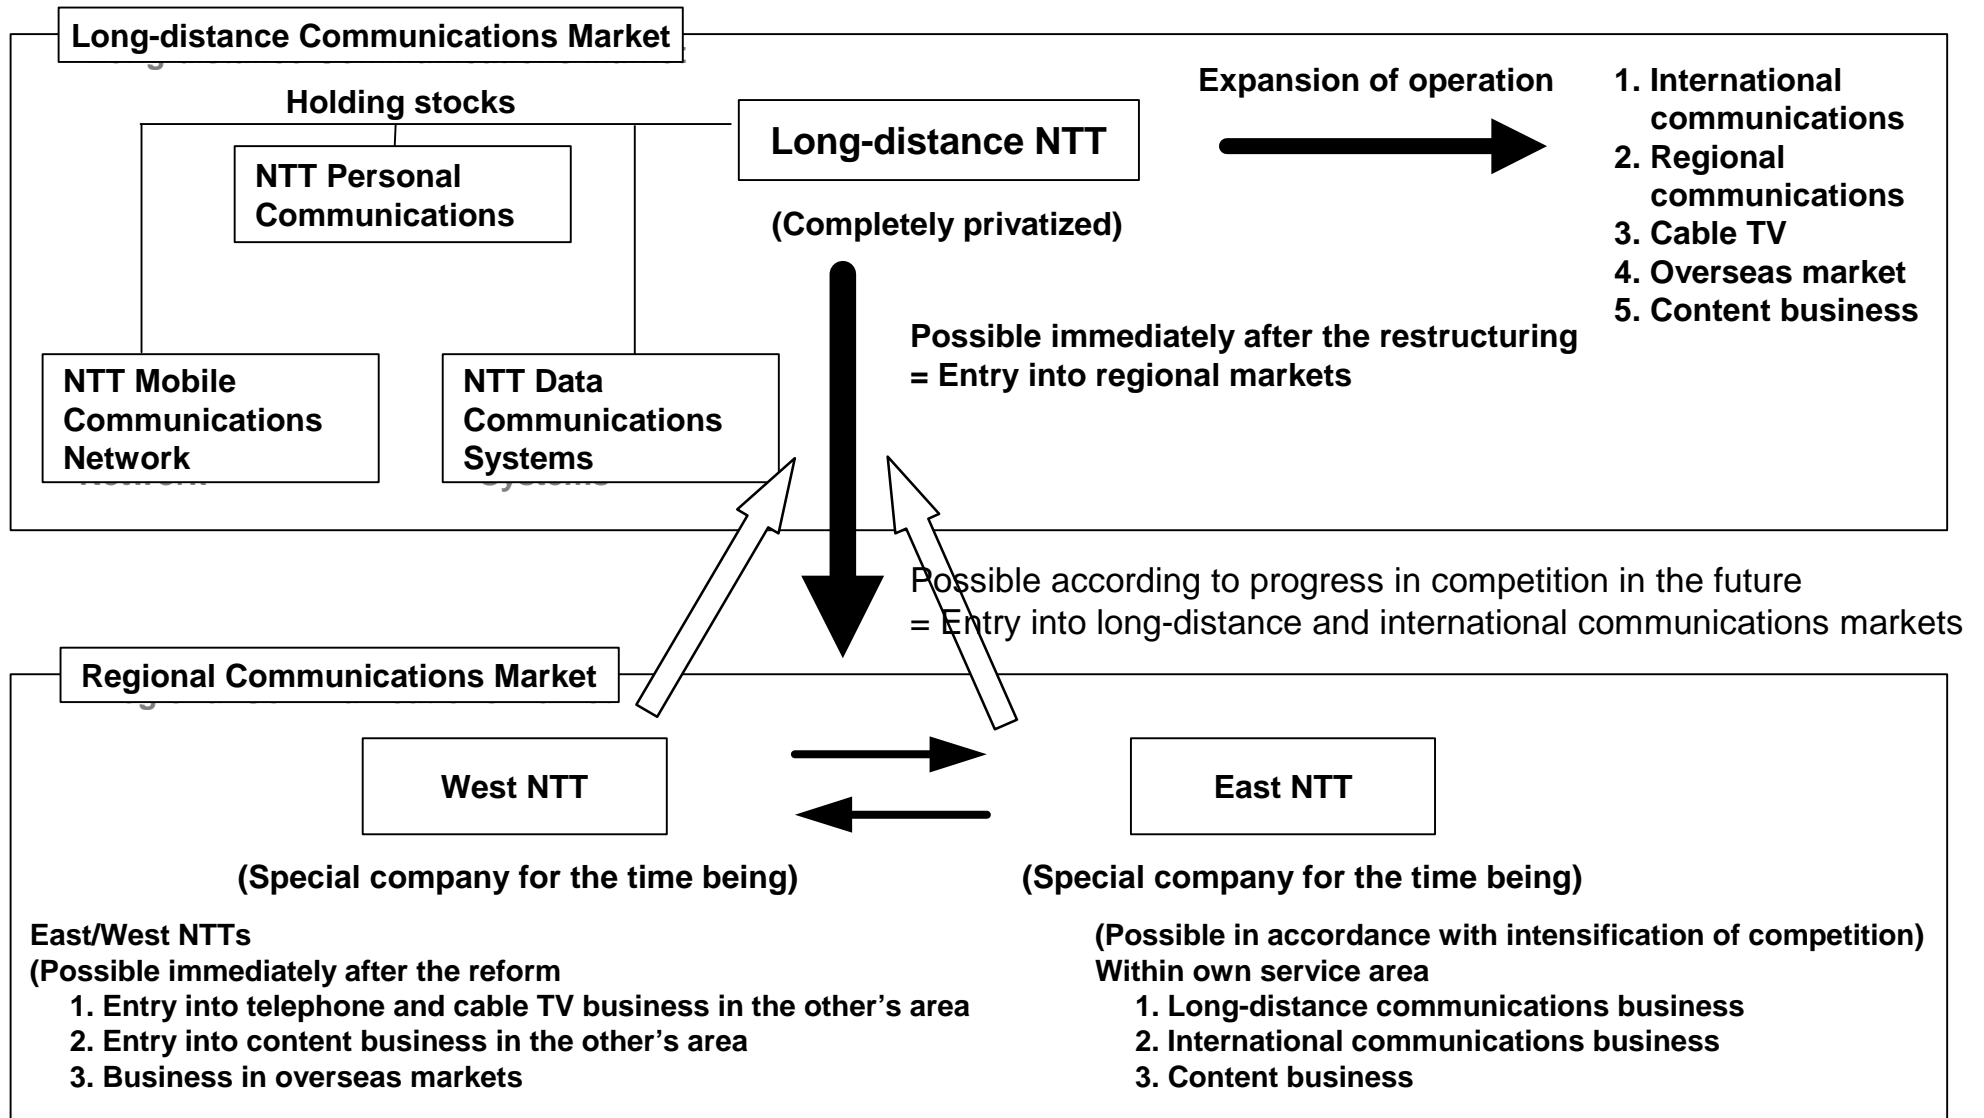 Long-distance Communications Market
Holding stocks
Long-distance NTT
(Completely privatized)
Expansion of operation
1. International
communications
2. Regional
communications
3. Cable TV
4. Overseas market
5. Content business
NTT Personal
Communications
NTT Mobile
Communications
Network
NTT Data
Communications
Systems
Possible immediately after the restructuring
= Entry into regional markets
Possible according to progress in competition in the future
= Entry into long-distance and international communications markets
Regional Communications Market
West NTT
East NTT
(Special company for the time being)
(Special company for the time being)
East/West NTTs
(Possible immediately after the reform
1. Entry into telephone and cable TV business in the other’s area
2. Entry into content business in the other’s area
3. Business in overseas markets
(Possible in accordance with intensification of competition)
Within own service area
1. Long-distance communications business
2. International communications business
3. Content business